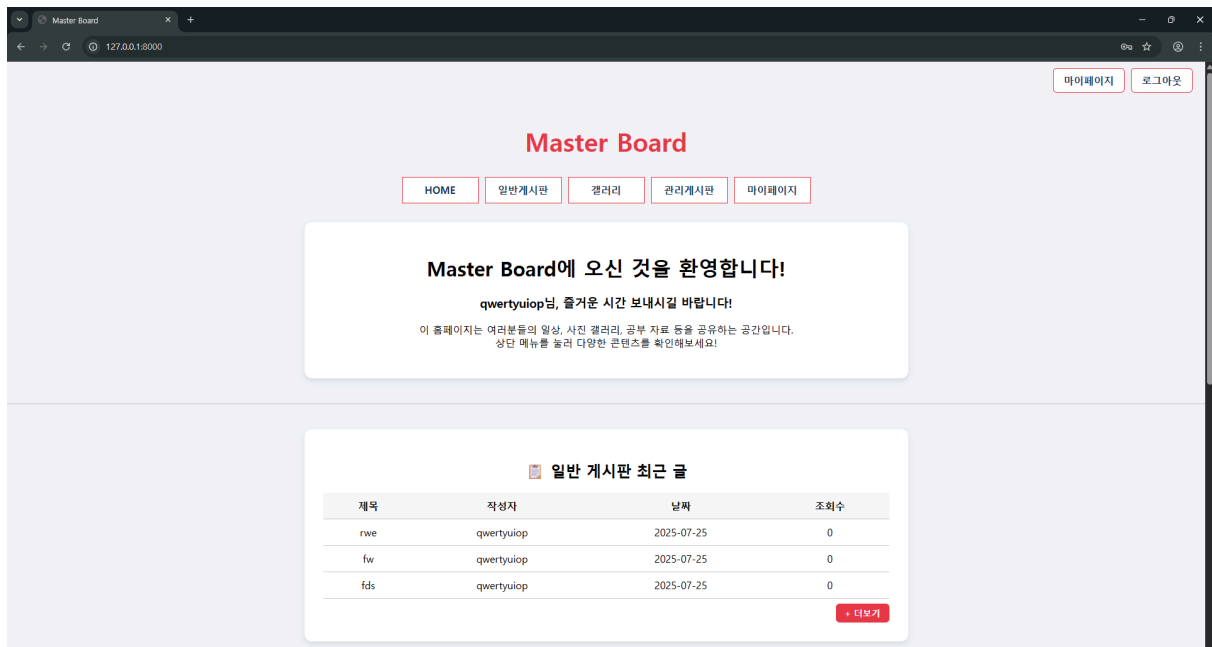 Master Board
127.0.0.1:8000
마이페이지 로그아웃
Master Board
HOME 일반게시판 갤러리 관리게시판 마이페이지
Master Board에 오신 것을 환영합니다!
qwertyuiop님, 즐거운 시간 보내시길 바랍니다!
이 홈페이지는 여러분들의 일상, 사진 갤러리, 공부 자료 등을 공유하는 공간입니다.
상단 메뉴를 눌러 다양한 콘텐츠를 확인해보세요!
일반 게시판 최근 글
제목 작성자 날짜 조회수
rwe qwertyuiop 2025-07-25 0
fw qwertyuiop 2025-07-25 0
fds qwertyuiop 2025-07-25 0
+ 더보기